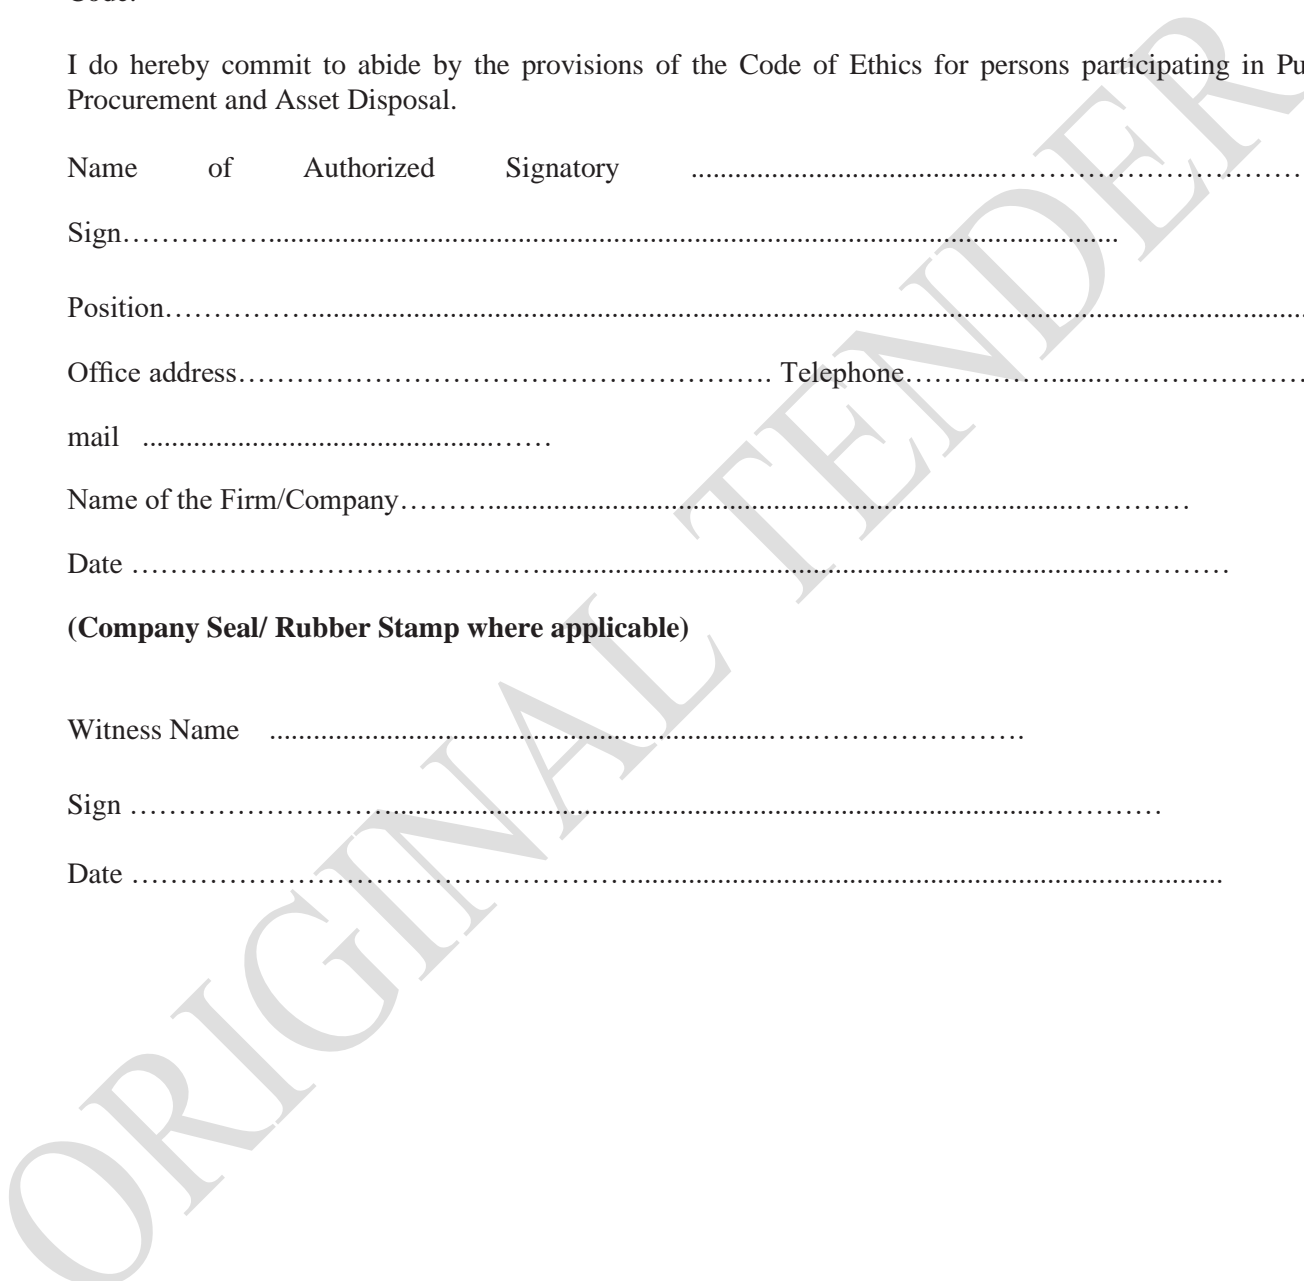 Code.
I do hereby commit to abide by the provisions of the Code of Ethics for persons participating in Pu
Procurement and Asset Disposal.
Name of Authorized Signatory ..........................................………………………………
Sign……………....................................................................................................................
Position……………........................................................................................................................................
Office address………………………………………………. Telephone……………........…………………
mail ................................................……
Name of the Firm/Company………................................................................................…………
Date ……………………………………..............................................................................…………
(Company Seal/ Rubber Stamp where applicable)
Witness Name ....................................................................…..………………….
Sign ………………………..........................................................................................…………
Date ……………………………………………................................................................................
ORIGINAL TENDER